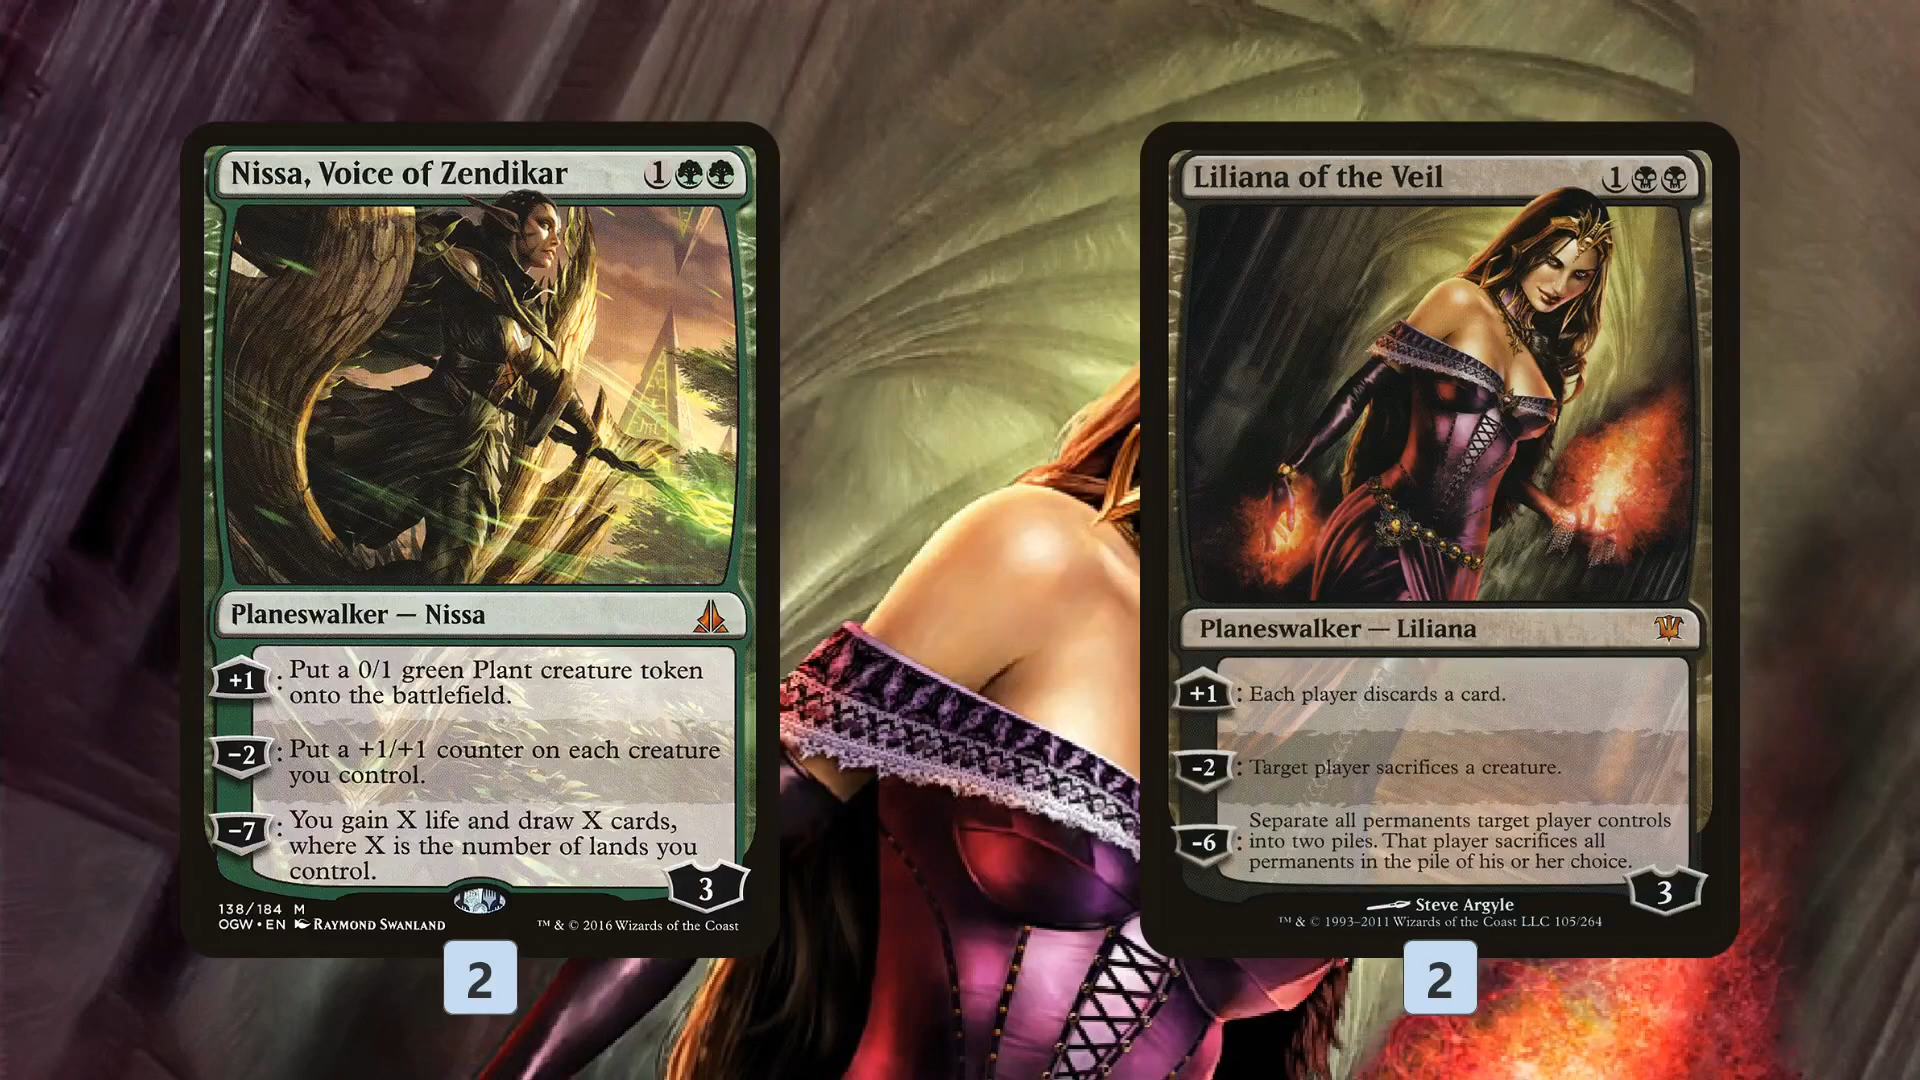 Nissa, Voice of Zendikar 1
Planeswalker — Nissa
+1 : Put a 0/1 green Plant creature token
onto the battlefield.
−2 : Put a +1/+1 counter on each creature
you control.
−7 : You gain X life and draw X cards,
where X is the number of lands you
control.
3
138/184 M
OGW • EN RAYMOND SWANLAND
™ & © 2016 Wizards of the Coast
2
Liliana of the Veil 1
Planeswalker — Liliana
+1 : Each player discards a card.
-2 : Target player sacrifices a creature.
-6 : Separate all permanents target player controls
into two piles. That player sacrifices all
permanents in the pile of his or her choice.
3
Steve Argyle
™ & © 1993–2011 Wizards of the Coast LLC 105/264
2